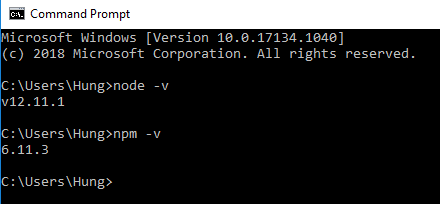 Command Prompt
Microsoft Windows [Version 10.0.17134.1040]
(c) 2018 Microsoft Corporation. All rights reserved.
C:\Users\Hung>node -v
v12.11.1
C:\Users\Hung>npm -v
6.11.3
C:\Users\Hung>